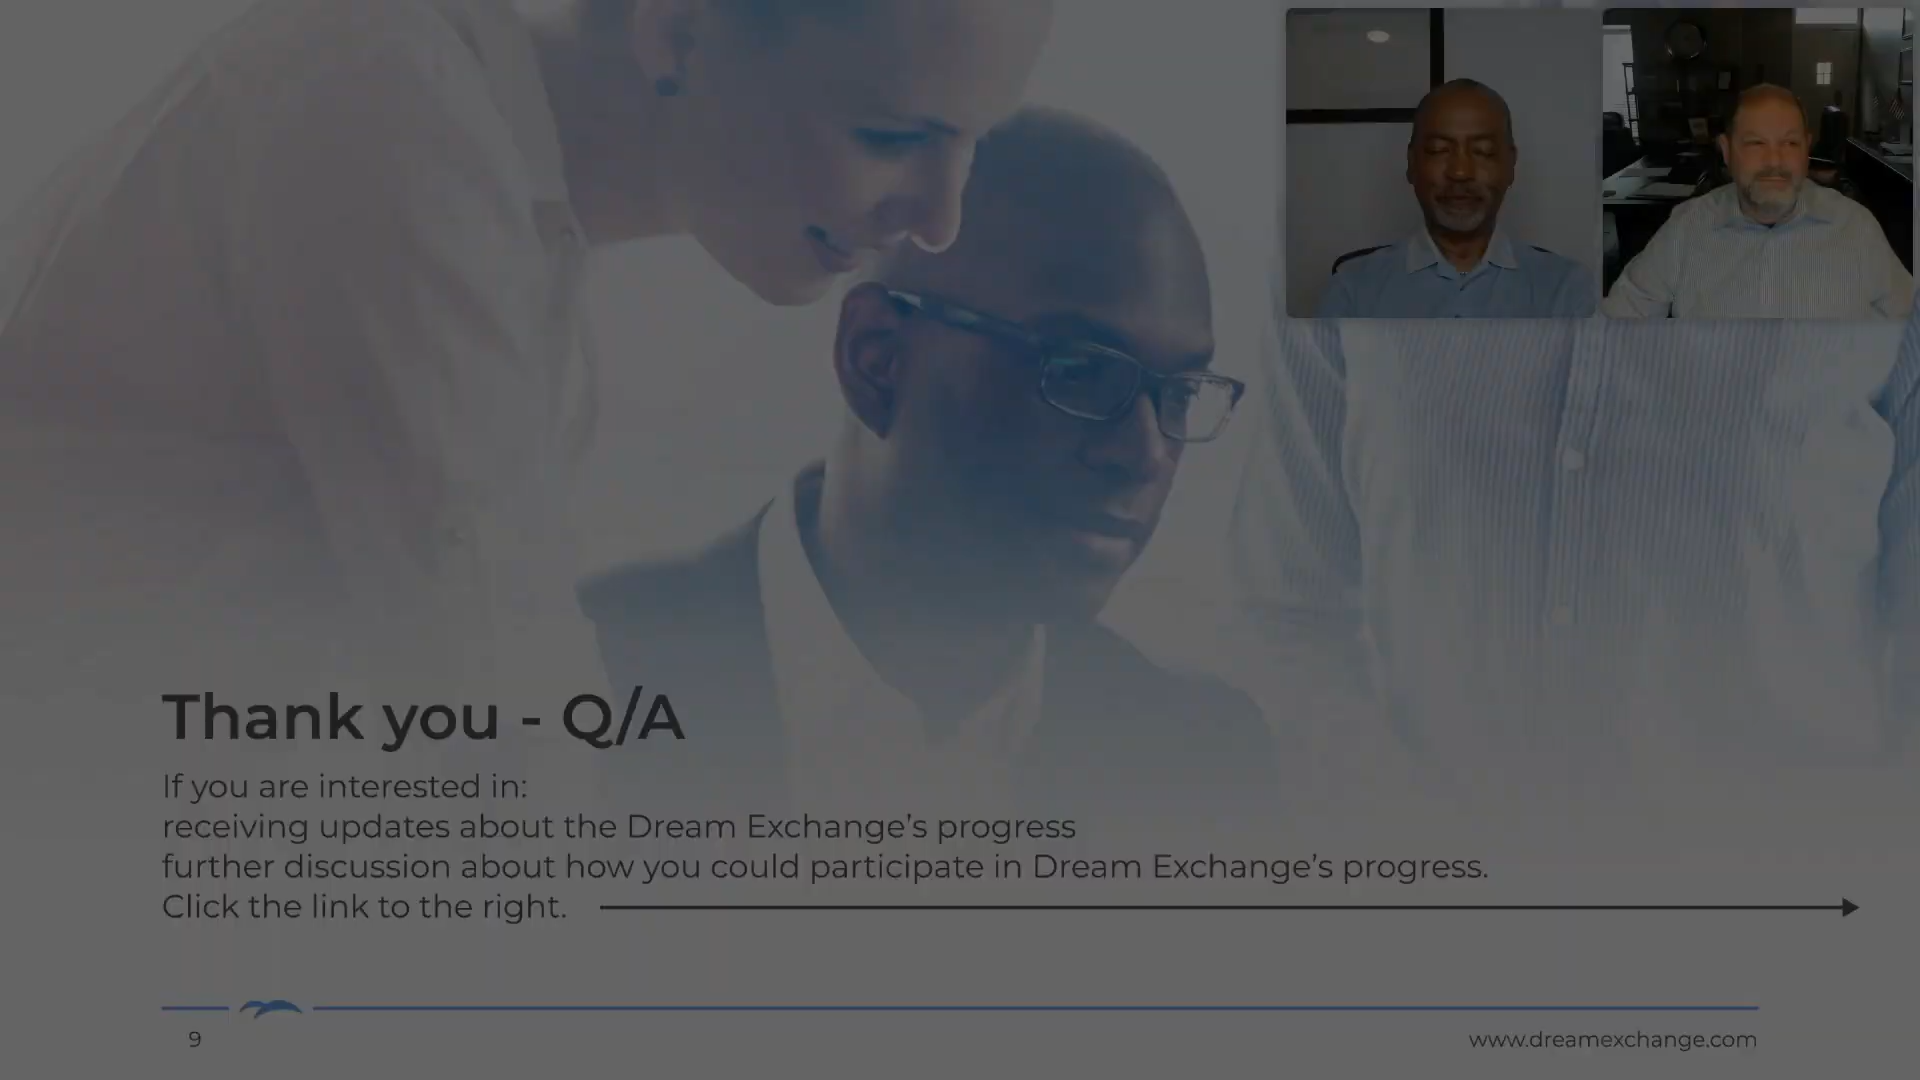 Thank you - Q/A
If you are interested in:
receiving updates about the Dream Exchange’s progress
further discussion about how you could participate in Dream Exchange’s progress.
Click the link to the right.
9
www.dreamexchange.com